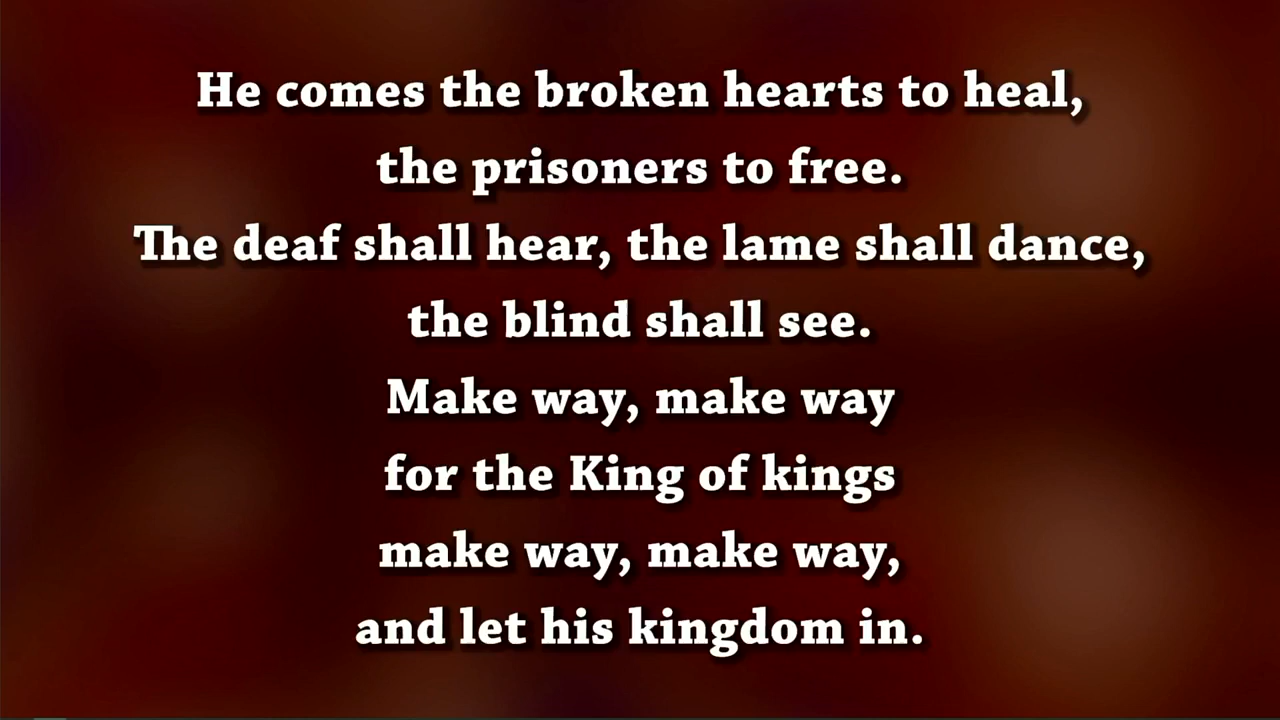 He comes the broken hearts to heal,
the prisoners to free.
The deaf shall hear, the lame shall dance,
the blind shall see.
Make way, make way
for the King of kings
make way, make way,
and let his kingdom in.